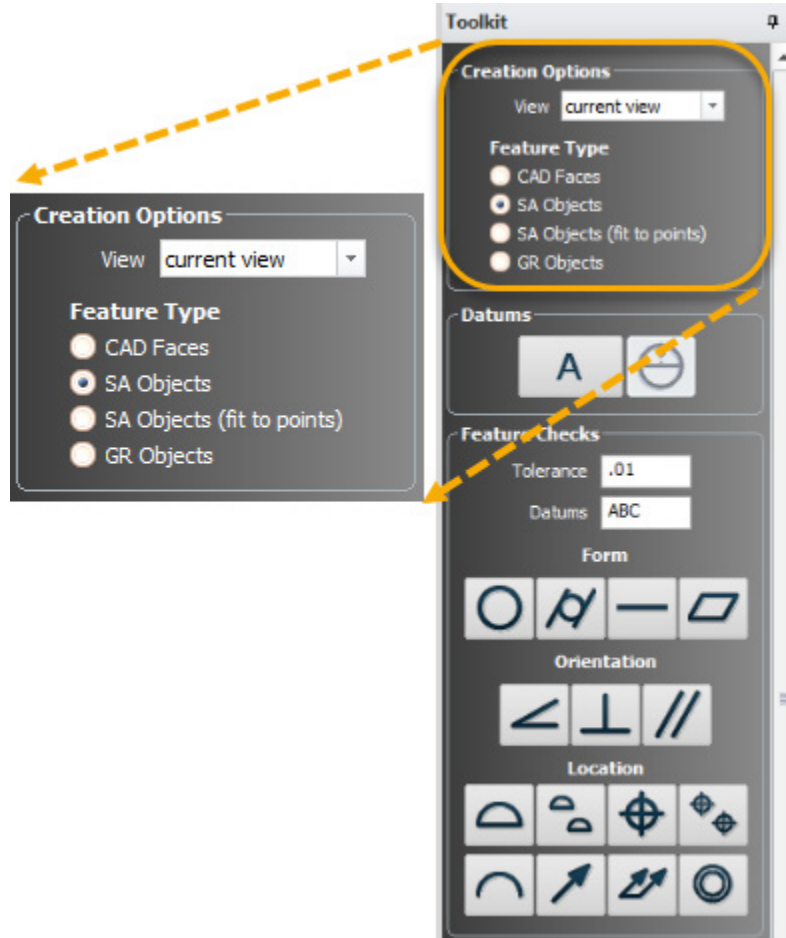 Toolkit
Creation Options
View current view
Feature Type
CAD Faces
SA Objects
SA Objects (fit to points)
GR Objects
Creation Options
View current view
Feature Type
CAD Faces
SA Objects
SA Objects (fit to points)
GR Objects
Datums
A
Feature Checks
Tolerance .01
Datums ABC
Form
Orientation
Location